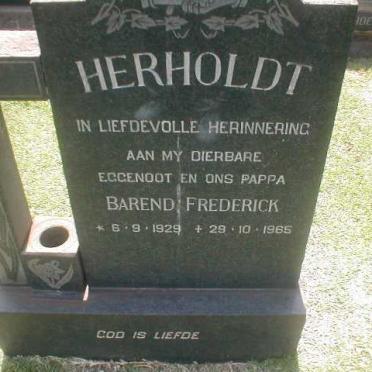 HERHOLDT
IN LIEFDEVOLLE HERINNERING
AAN MY DIERBARE
EGGENOOT EN ONS PAPPA
BAREND FREDERICK
* 6 · 9 · 1929 + 29 · 10 · 1965
GOD IS LIEFDE